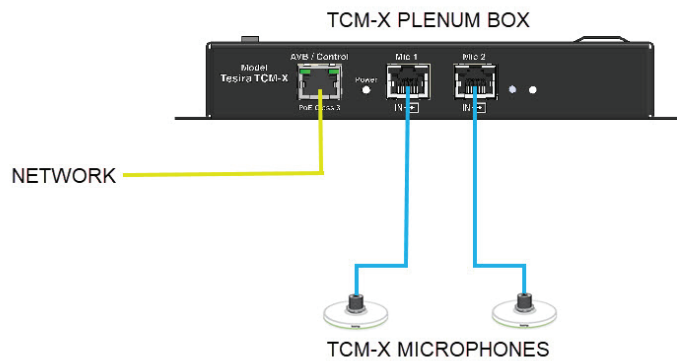 TCM-X PLENUM BOX
AVB / Control
Mic 1
Mic 2
Model
Tesira TCM-X
Power
PoE Class 3
IN
IN
NETWORK
TCM-X MICROPHONES